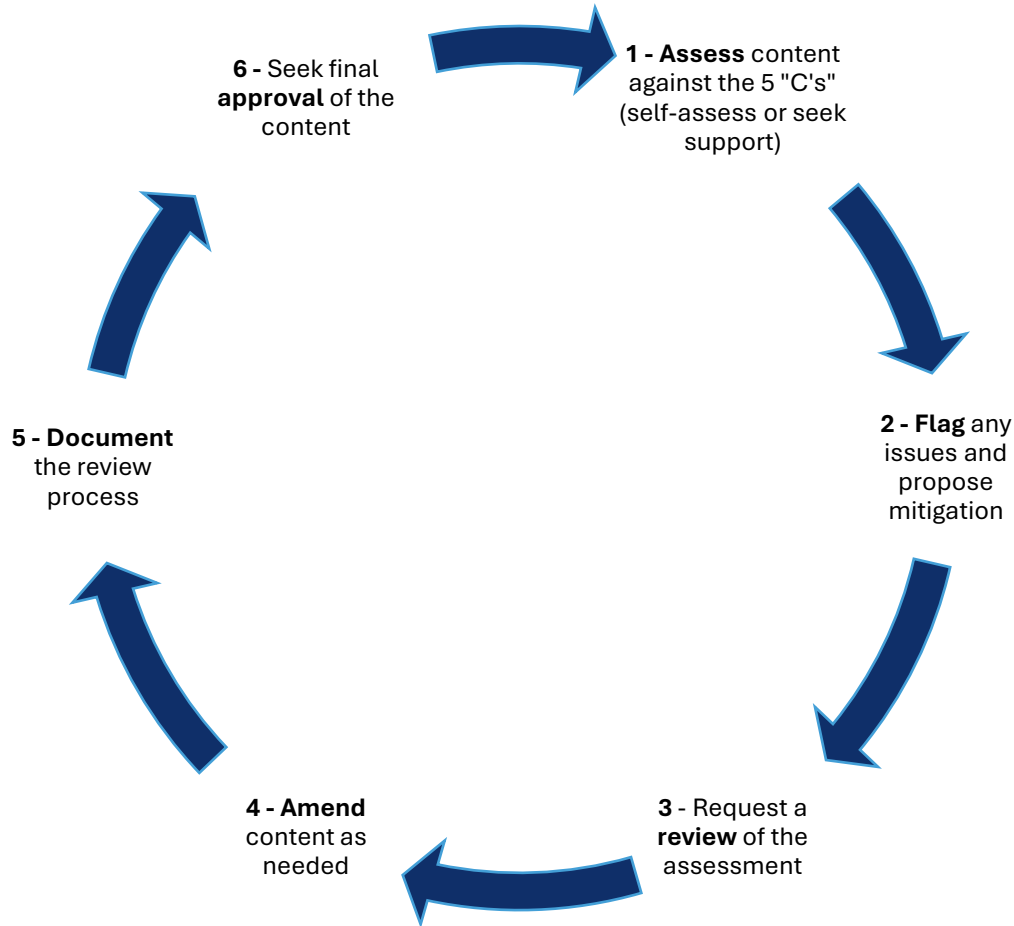 1 - Assess content
against the 5 "C's"
(self-assess or seek
support)
2 - Flag any
issues and
propose
mitigation
3 - Request a
review of the
assessment
4 - Amend
content as
needed
5 - Document
the review
process
6 - Seek final
approval of the
content